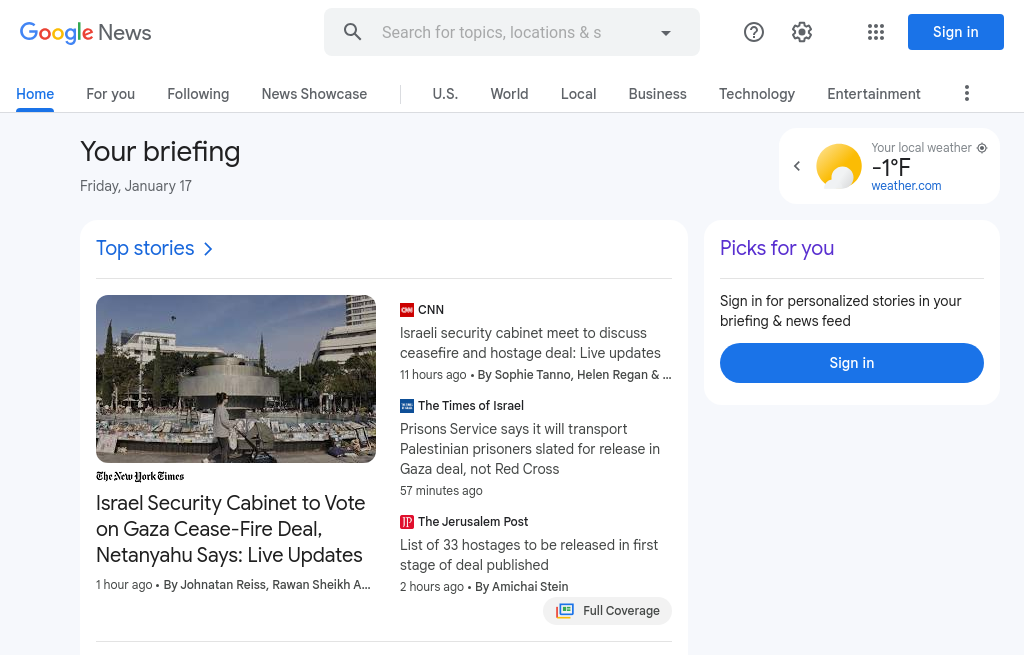 Google News
Search for topics, locations & s
Sign in
Home
For you
Following
News Showcase
U.S.
World
Local
Business
Technology
Entertainment
Your briefing
Friday, January 17
Your local weather
-1°F
weather.com
Top stories
The New York Times
Israel Security Cabinet to Vote
on Gaza Cease-Fire Deal,
Netanyahu Says: Live Updates
1 hour ago • By Johnatan Reiss, Rawan Sheikh A...
CNN
Israeli security cabinet meet to discuss
ceasefire and hostage deal: Live updates
11 hours ago • By Sophie Tanno, Helen Regan & ...
The Times of Israel
Prisons Service says it will transport
Palestinian prisoners slated for release in
Gaza deal, not Red Cross
57 minutes ago
JP The Jerusalem Post
List of 33 hostages to be released in first
stage of deal published
2 hours ago • By Amichai Stein
Full Coverage
Picks for you
Sign in for personalized stories in your
briefing & news feed
Sign in